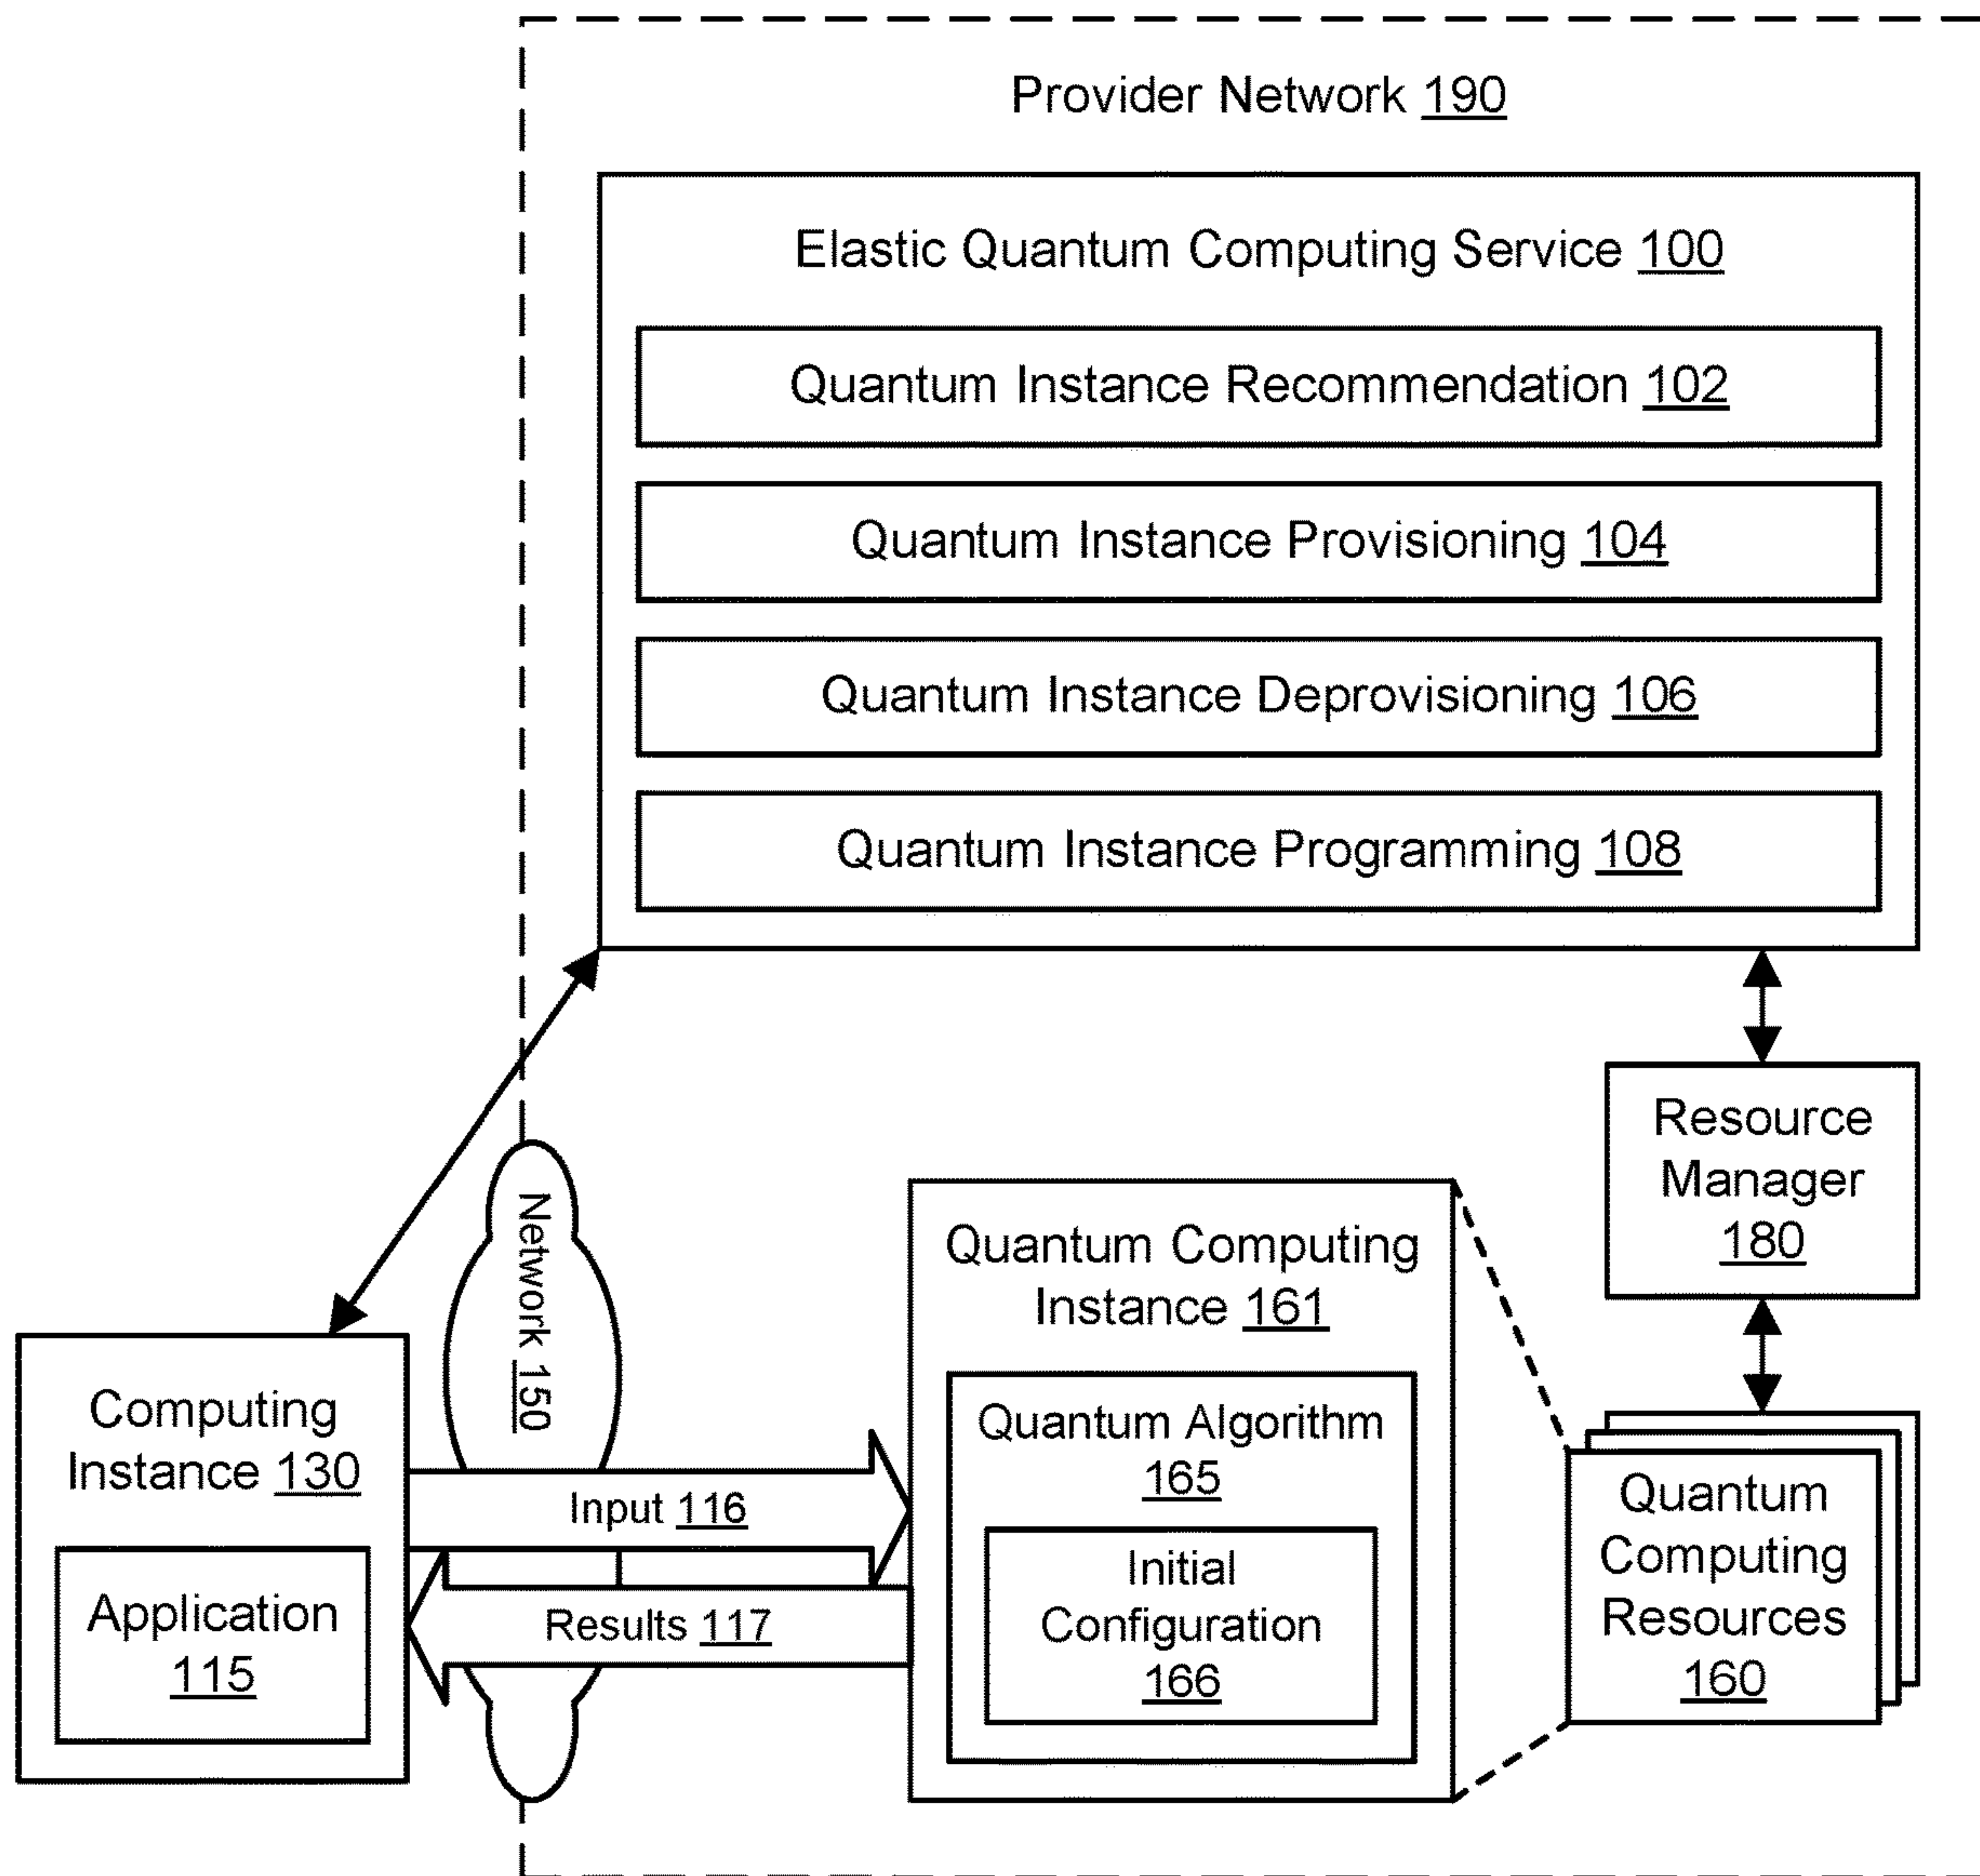 Provider Network 190
Elastic Quantum Computing Service 100
Quantum Instance Recommendation 102
Quantum Instance Provisioning 104
Quantum Instance Deprovisioning 106
Quantum Instance Programming 108
Resource
Manager
180
Network 150
Quantum Computing
Instance 161
Computing
Instance 130
Quantum Algorithm
165
Input 116
Quantum
Computing
Resources
160
Initial
Configuration
166
Application
115
Results 117